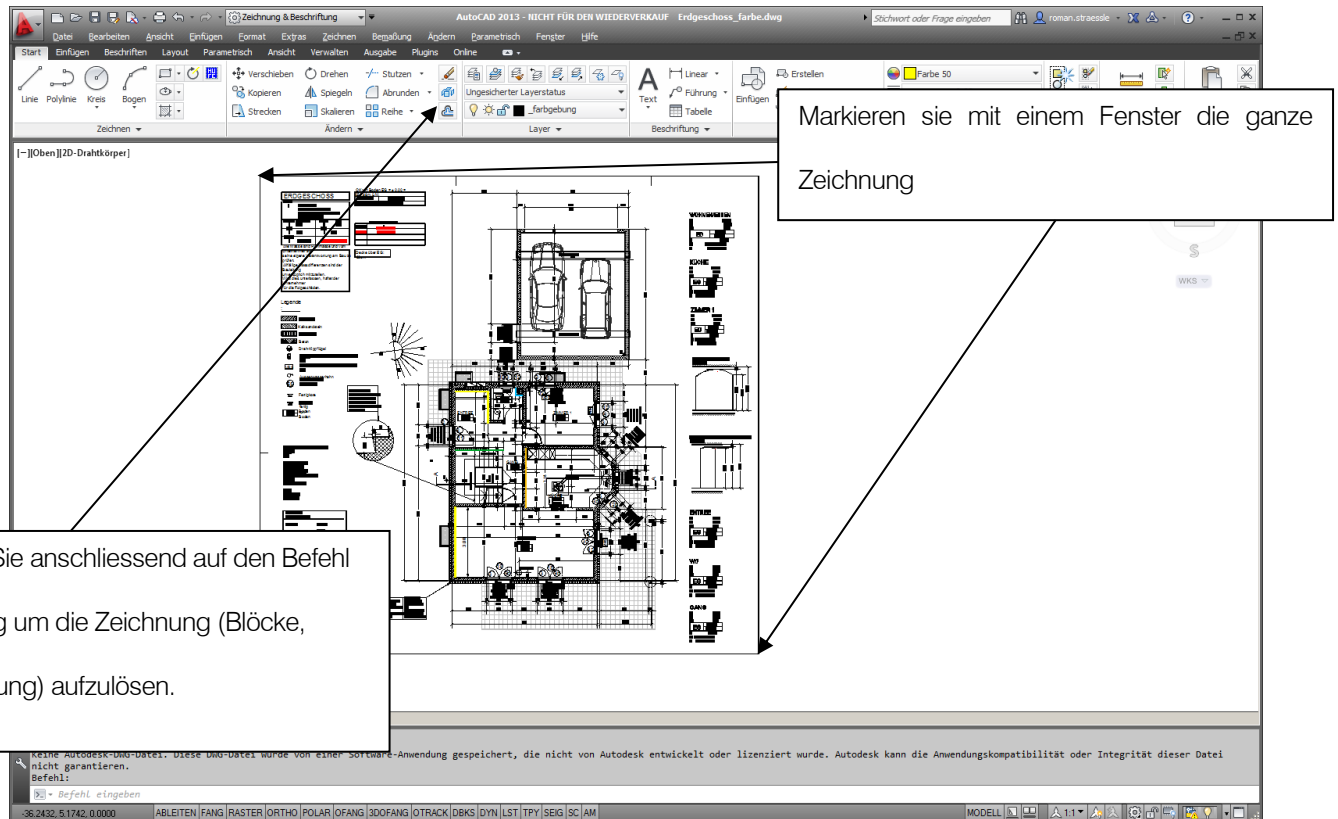 Zeichnung & Beschriftung
AutoCAD 2013 - NICHT FÜR DEN WIEDERVERKAUF Erdgeschoss_farbe.dwg
Stichwort oder Frage eingeben
roman.straessle
Datei Bearbeiten Ansicht Einfügen Format Extras Zeichnen Bemaßung Ändern Parametrisch Fenster Hilfe
Start Einfügen Beschriften Layout Parametrisch Ansicht Verwalten Ausgabe Plugins Online
Verschieben Drehen Stutzen
Linear
Erstellen
Farbe 50
Kopieren Spiegeln Abrunden
Ungesicherter Layerstatus
Führung
Linie Polylinie Kreis Bogen
Text
Einfügen
Strecken Skalieren Reihe
_farbgebung
Tabelle
Zeichnen Ändern Layer Beschriftung
Markieren sie mit einem Fenster die ganze
Zeichnung
[−][Oben][2D-Drahtkörper]
ERDGESCHOSS
Legende
KÜCHE
ZIMMER 1
ENTREE
WC
GANG
S
WKS
Sie anschliessend auf den Befehl
g um die Zeichnung (Blöcke,
ung) aufzulösen.
Keine Autodesk-DWG-Datei. Diese DWG-Datei wurde von einer Software-Anwendung gespeichert, die nicht von Autodesk entwickelt oder lizenziert wurde. Autodesk kann die Anwendungskompatibilität oder Integrität dieser Datei
nicht garantieren.
Befehl:
Befehl eingeben
-36.2432, 5.1742, 0.0000
ABLEITEN FANG RASTER ORTHO POLAR OFANG 3DOFANG OTRACK DBKS DYN LST TPY SEIG SC AM
MODELL
1:1